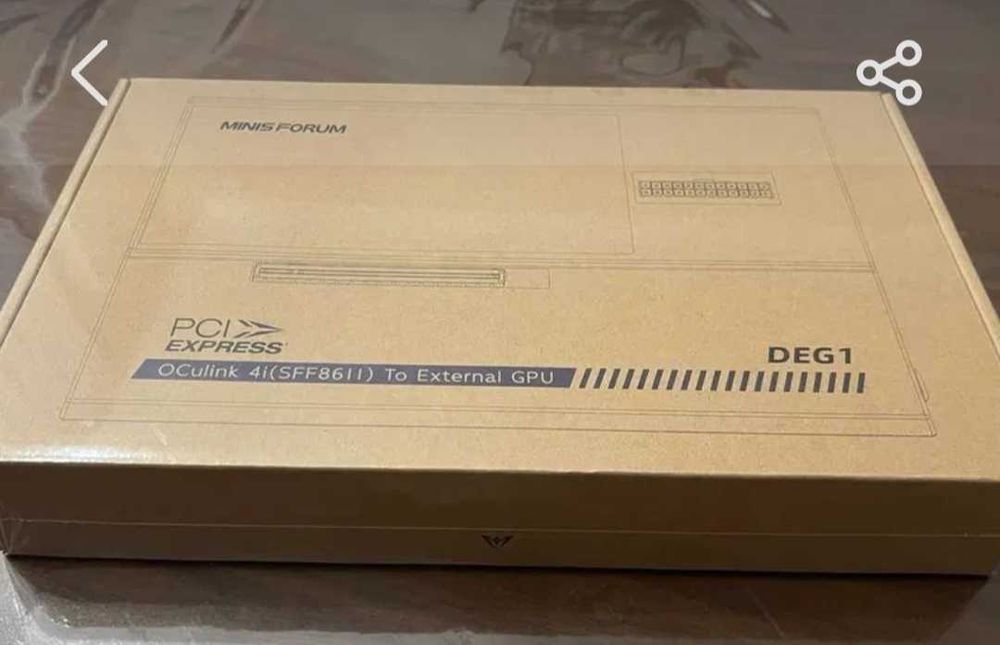 MINIS FORUM
PCI
EXPRESS
DEG1
OCulink 4i(SFF8611) To External GPU